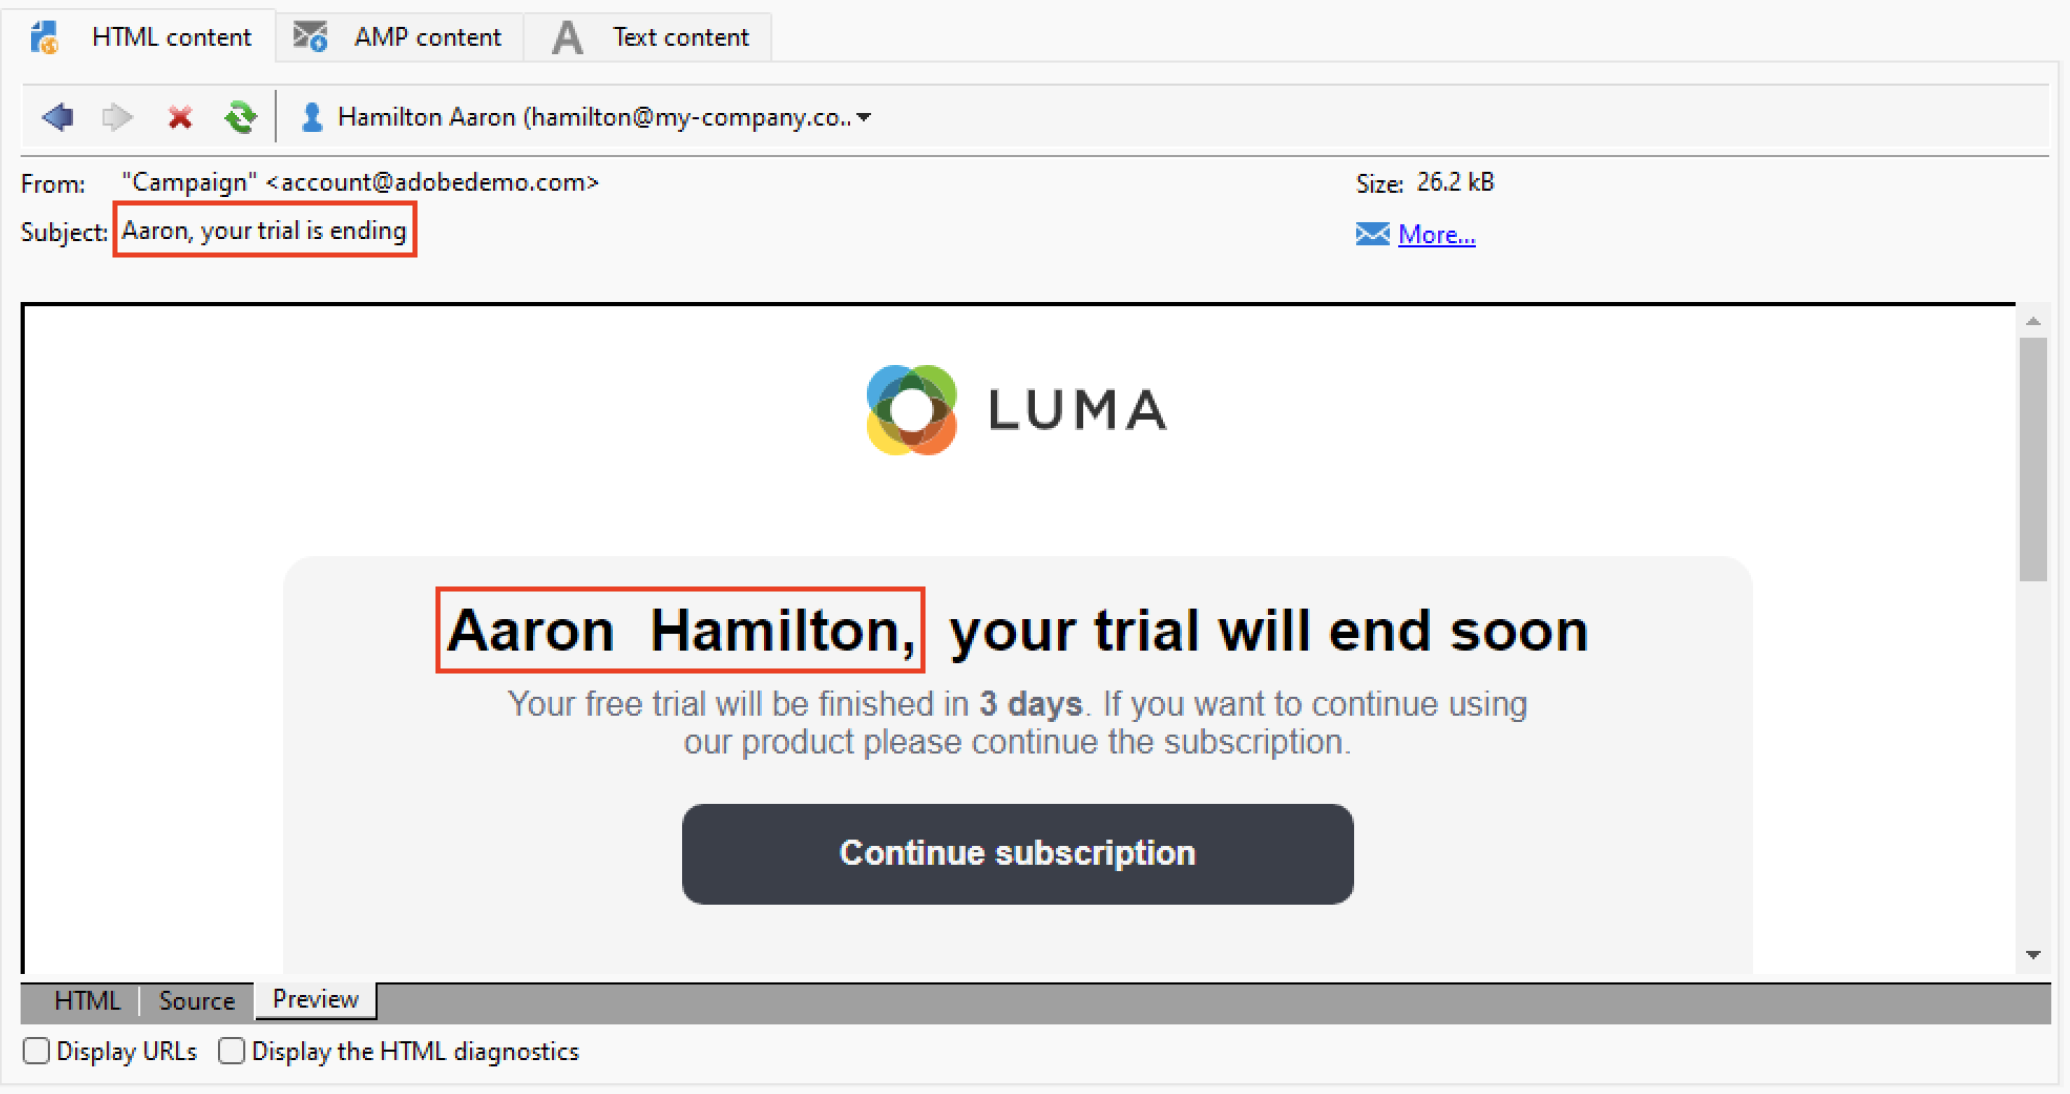 HTML content AMP content Text content
Hamilton Aaron (hamilton@my-company.co..
From: "Campaign" <account@adobedemo.com> Size: 26.2 kB
Subject: Aaron, your trial is ending More...
LUMA
Aaron Hamilton, your trial will end soon
Your free trial will be finished in 3 days. If you want to continue using
our product please continue the subscription.
Continue subscription
HTML Source Preview
Display URLs Display the HTML diagnostics